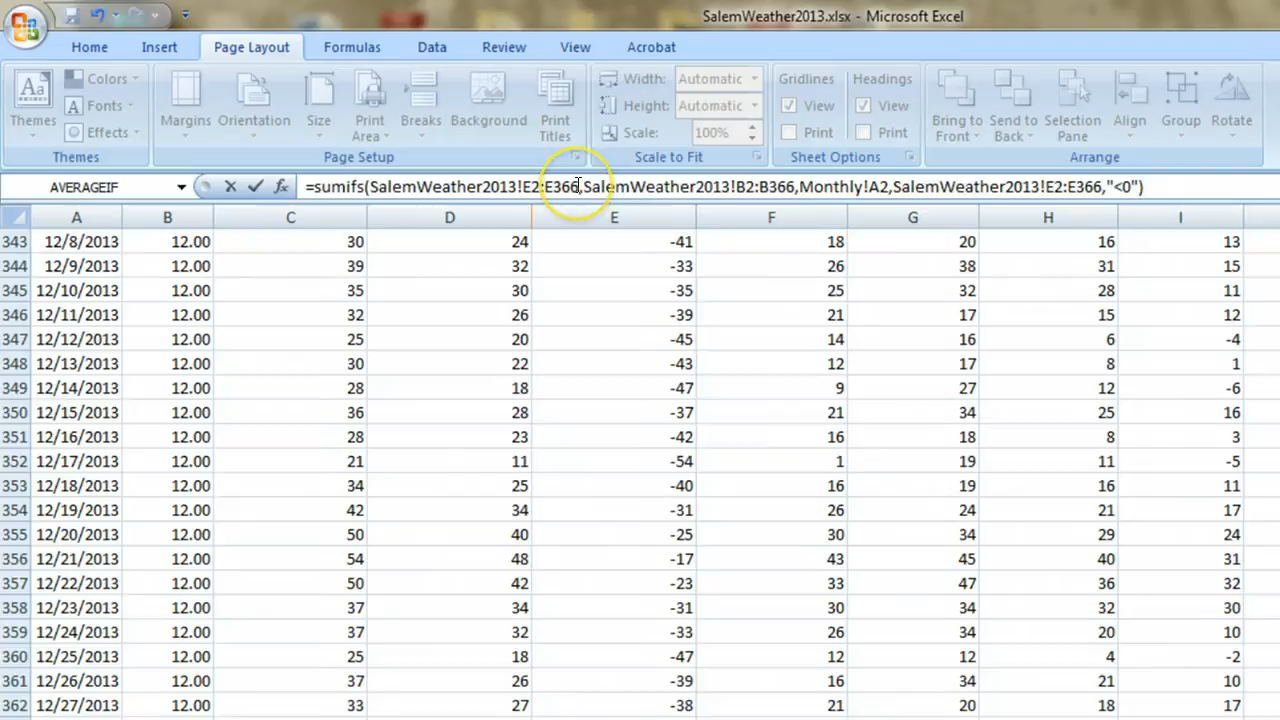 SalemWeather2013.xlsx - Microsoft Excel
Home Insert Page Layout Formulas Data Review View Acrobat
Themes Colors Fonts Effects Themes
Margins Orientation Size Print Area Breaks Background Print Titles Page Setup
Width: Automatic Height: Automatic Scale: 100% Scale to Fit
Gridlines View Print Headings View Print Sheet Options
Bring to Front Send to Back Selection Pane Align Group Rotate Arrange
AVERAGEIF =sumifs(SalemWeather2013!E2:E366,SalemWeather2013!B2:B366,Monthly!A2,SalemWeather2013!E2:E366,"<0")
A B C D E F G H I
343 12/8/2013 12.00 30 24 -41 18 20 16 13
344 12/9/2013 12.00 39 32 -33 26 38 31 15
345 12/10/2013 12.00 35 30 -35 25 32 28 11
346 12/11/2013 12.00 32 26 -39 21 17 15 12
347 12/12/2013 12.00 25 20 -45 14 16 6 -4
348 12/13/2013 12.00 30 22 -43 12 17 8 1
349 12/14/2013 12.00 28 18 -47 9 27 12 -6
350 12/15/2013 12.00 36 28 -37 21 34 25 16
351 12/16/2013 12.00 28 23 -42 16 18 8 3
352 12/17/2013 12.00 21 11 -54 1 19 11 -5
353 12/18/2013 12.00 34 25 -40 16 19 16 11
354 12/19/2013 12.00 42 34 -31 26 24 21 17
355 12/20/2013 12.00 50 40 -25 30 34 29 24
356 12/21/2013 12.00 54 48 -17 43 45 40 31
357 12/22/2013 12.00 50 42 -23 33 47 36 32
358 12/23/2013 12.00 37 34 -31 30 34 32 30
359 12/24/2013 12.00 37 32 -33 26 34 20 10
360 12/25/2013 12.00 25 18 -47 12 12 4 -2
361 12/26/2013 12.00 37 26 -39 16 34 21 10
362 12/27/2013 12.00 33 27 -38 21 20 18 17